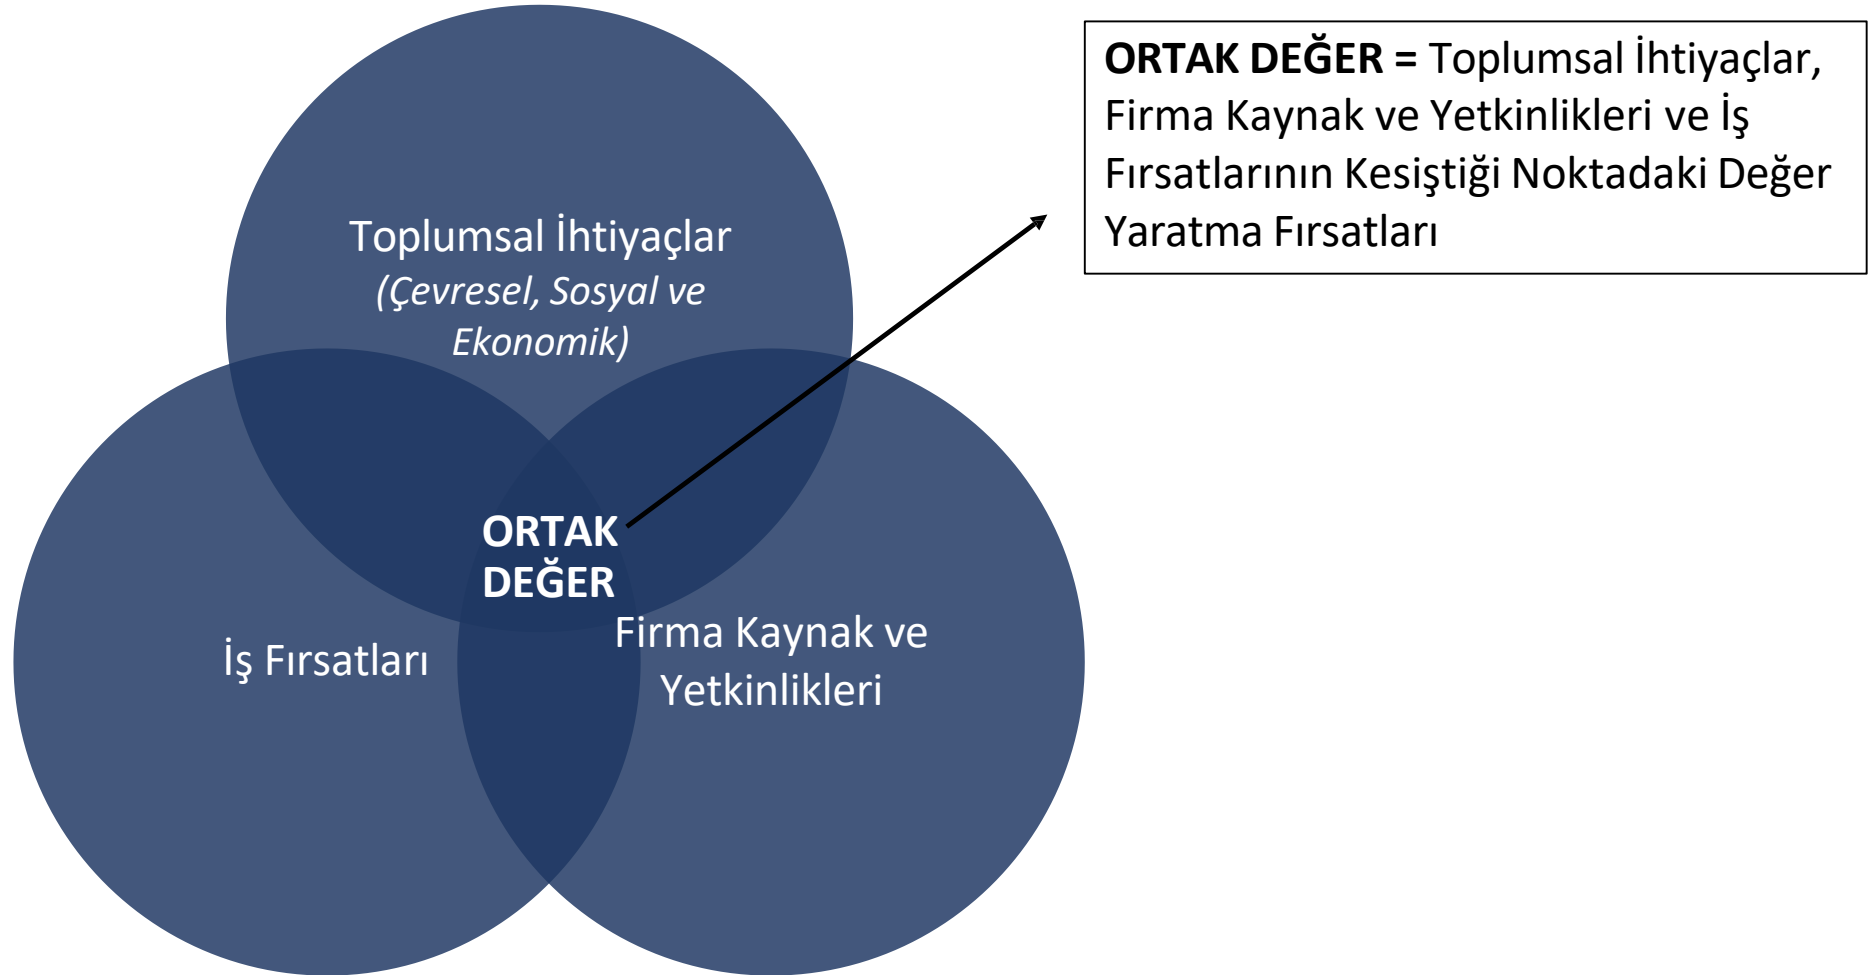 Toplumsal İhtiyaçlar
(Çevresel, Sosyal ve
Ekonomik)
ORTAK
DEĞER
İş Fırsatları
Firma Kaynak ve
Yetkinlikleri
ORTAK DEĞER = Toplumsal İhtiyaçlar,
Firma Kaynak ve Yetkinlikleri ve İş
Fırsatlarının Kesiştiği Noktadaki Değer
Yaratma Fırsatları